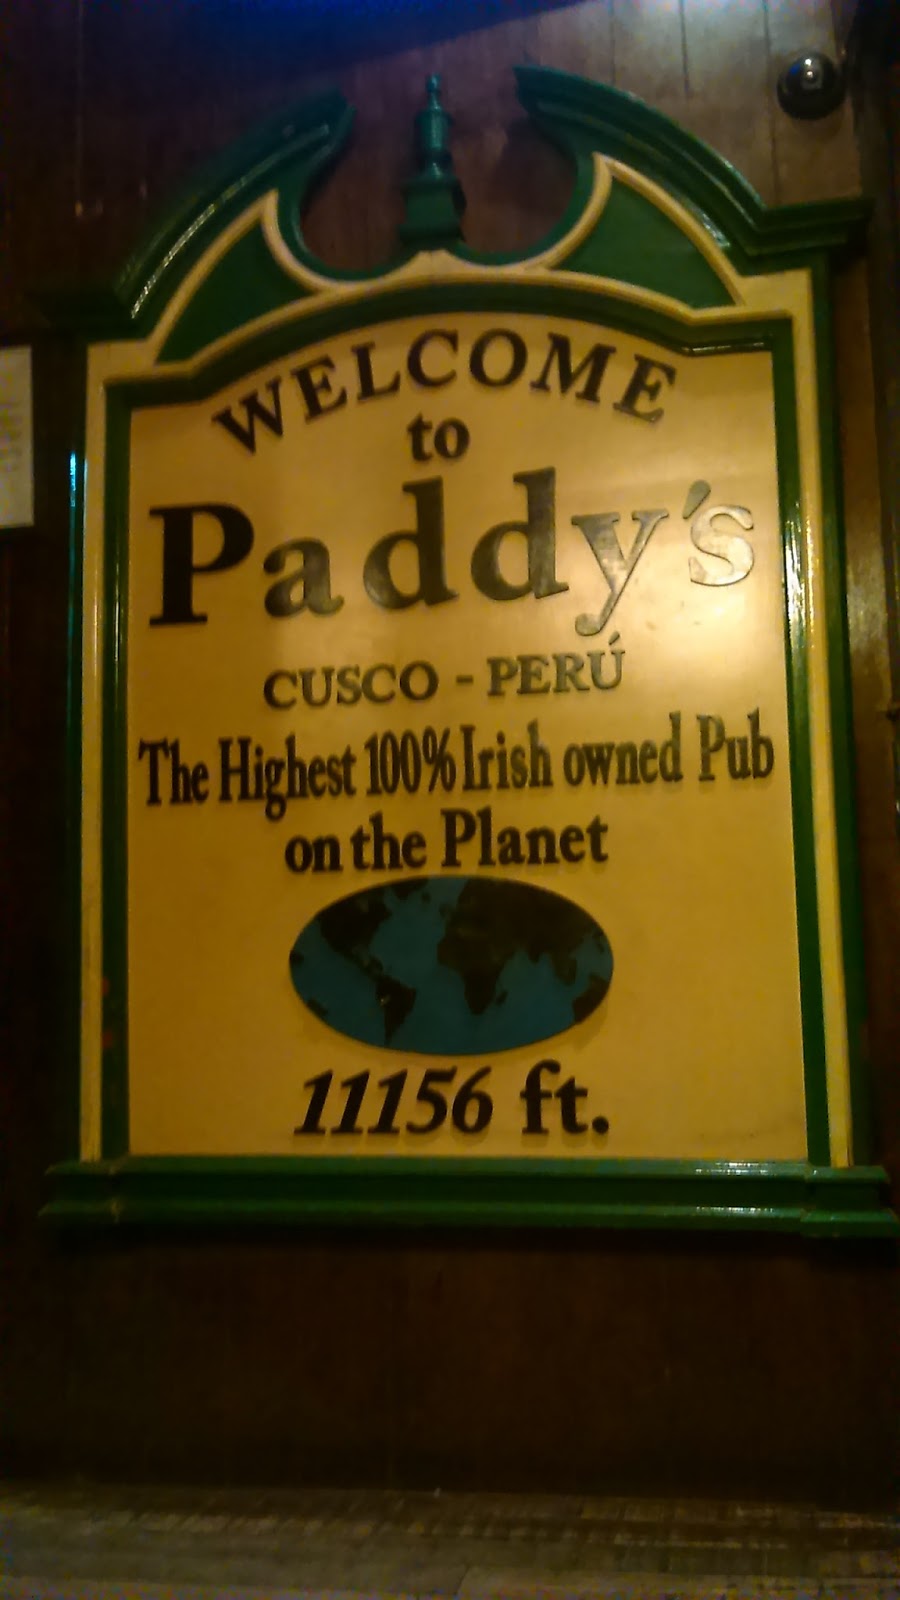 WELCOME
to
Paddy's
CUSCO - PERÚ
The Highest 100% Irish owned Pub
on the Planet
11156 ft.